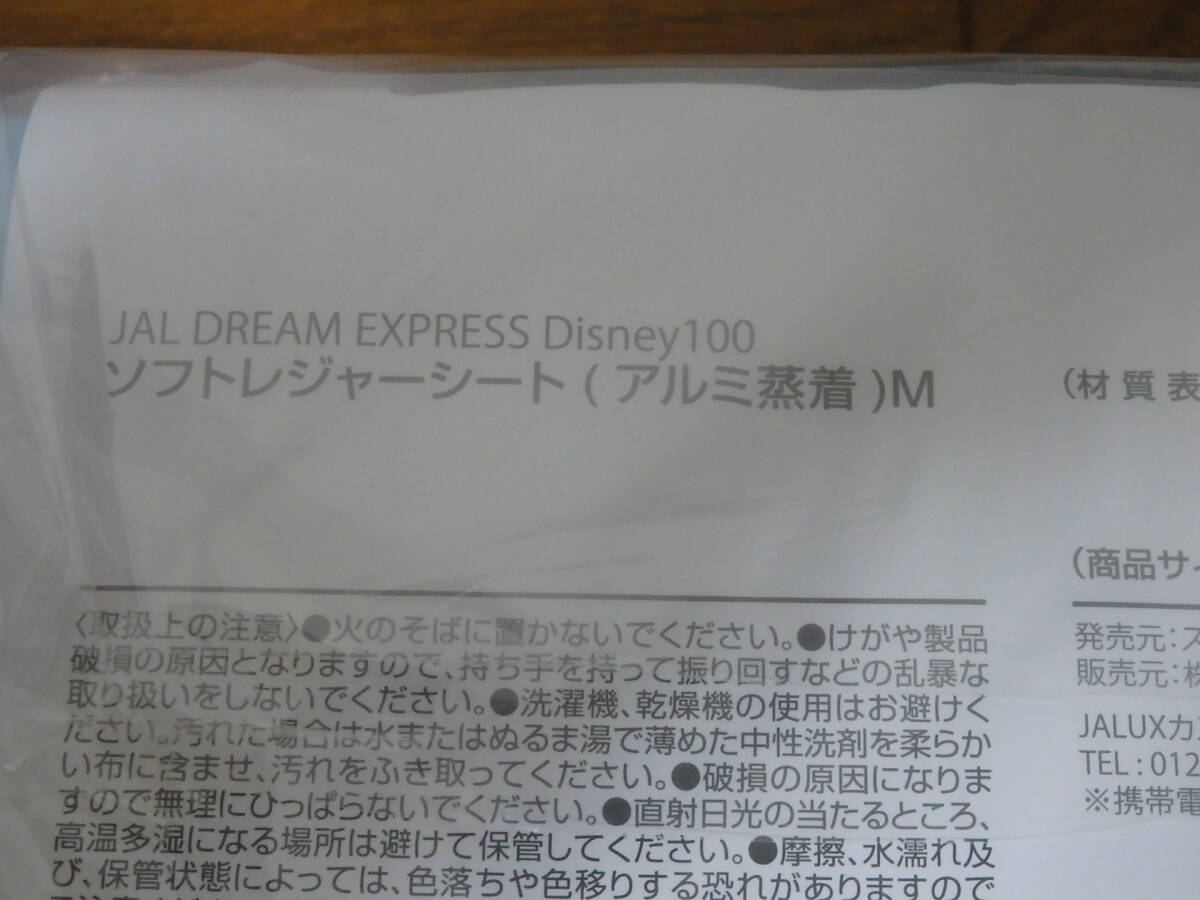 JAL DREAM EXPRESS Disney100
ソフトレジャーシート ( アルミ蒸着 )M
〈取扱上の注意〉●火のそばに置かないでください。●けがや製品
破損の原因となりますので、持ち手を持って振り回すなどの乱暴な
取り扱いをしないでください。●洗濯機、乾燥機の使用はお避けく
ださい。汚れた場合は水またはぬるま湯で薄めた中性洗剤を柔らか
い布に含ませ、汚れをふき取ってください。●破損の原因になりま
すので無理にひっぱらないでください。●直射日光の当たるところ、
高温多湿になる場所は避けて保管してください。●摩擦、水濡れ及
び、保管状態によっては、色落ちや色移りする恐れがありますので
(材 質 表
(商品サイ
発売元:ス
販売元:株
JALUXカ
TEL : 012
※携帯電